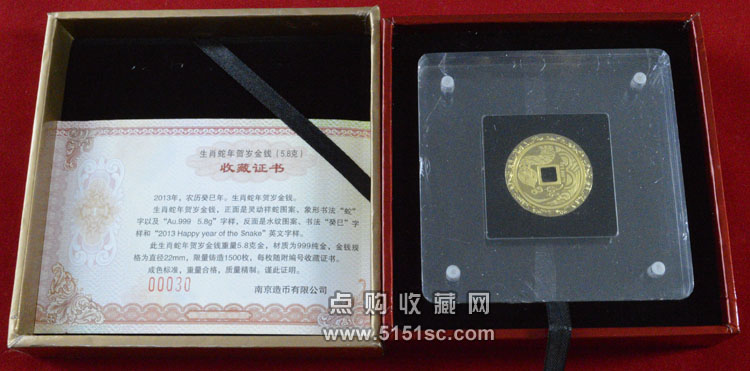 生肖蛇年贺岁金钱（5.8克）
收藏证书
2013年，农历癸巳年。生肖蛇年贺岁金钱。
生肖蛇年贺岁金钱，正面是灵动祥蛇图案、象形书法“蛇”
字以及“Au.999 5.8g”字样。反面是水纹图案、书法“癸巳”字
样和“2013 Happy year of the Snake”英文字样。
此生肖蛇年贺岁金钱重量5.8克金，材质为999纯金，金钱规
格为直径22mm，限量铸造1500枚，每枚随附编号收藏证书。
成色标准，重量合格，质量精制。谨此证明。
00030
南京造币有限公司
点购收藏网
www.5151sc.com